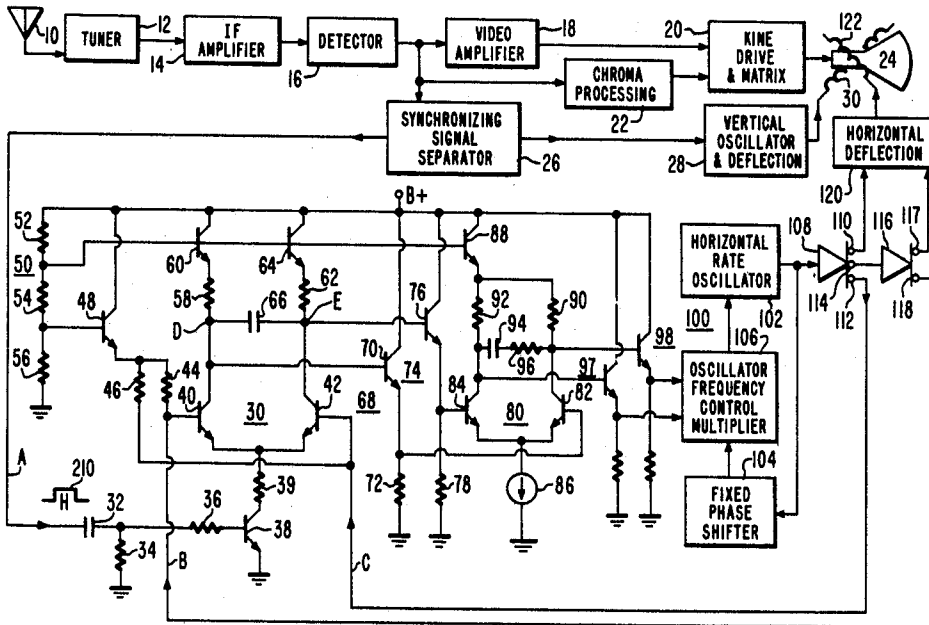 10
TUNER
12
IF
AMPLIFIER
14
DETECTOR
16
VIDEO
AMPLIFIER
18
20
KINE
DRIVE
& MATRIX
122
24
30
CHROMA
PROCESSING
22
SYNCHRONIZING
SIGNAL
SEPARATOR
26
VERTICAL
OSCILLATOR
& DEFLECTION
28
HORIZONTAL
DEFLECTION
120
B+
52
50
54
56
48
60
58
D
64
62
66
E
88
92
90
94
96
76
70
74
46
44
40
30
42
68
84
80
82
97
98
HORIZONTAL
RATE
OSCILLATOR
100
102
106
OSCILLATOR
FREQUENCY
CONTROL
MULTIPLIER
104
FIXED
PHASE
SHIFTER
108
110
116
117
114
112
118
39
72
78
86
A
210
H
32
36
38
34
B
C